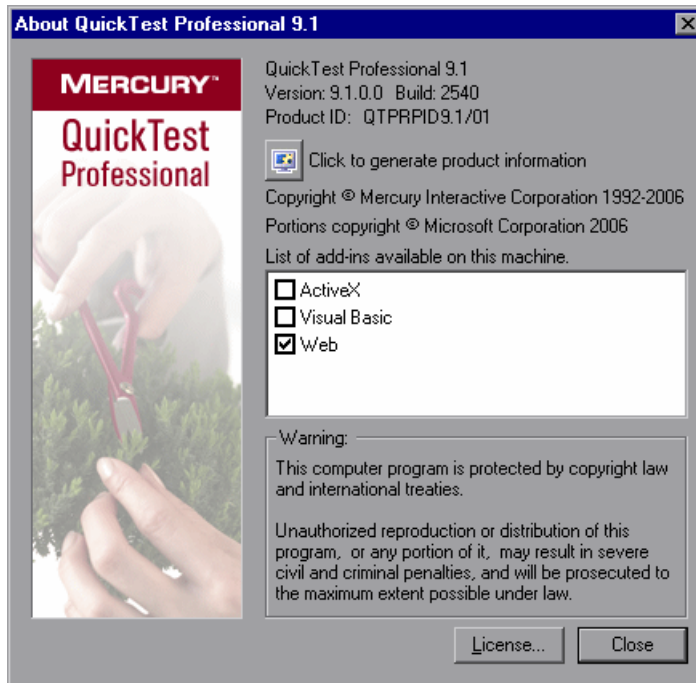 About QuickTest Professional 9.1
MERCURY™
QuickTest
Professional
QuickTest Professional 9.1
Version: 9.1.0.0 Build: 2540
Product ID: QTPRPID9.1/01
Click to generate product information
Copyright © Mercury Interactive Corporation 1992-2006
Portions copyright © Microsoft Corporation 2006
List of add-ins available on this machine.
ActiveX
Visual Basic
Web
Warning:
This computer program is protected by copyright law
and international treaties.
Unauthorized reproduction or distribution of this
program, or any portion of it, may result in severe
civil and criminal penalties, and will be prosecuted to
the maximum extent possible under law.
License...
Close